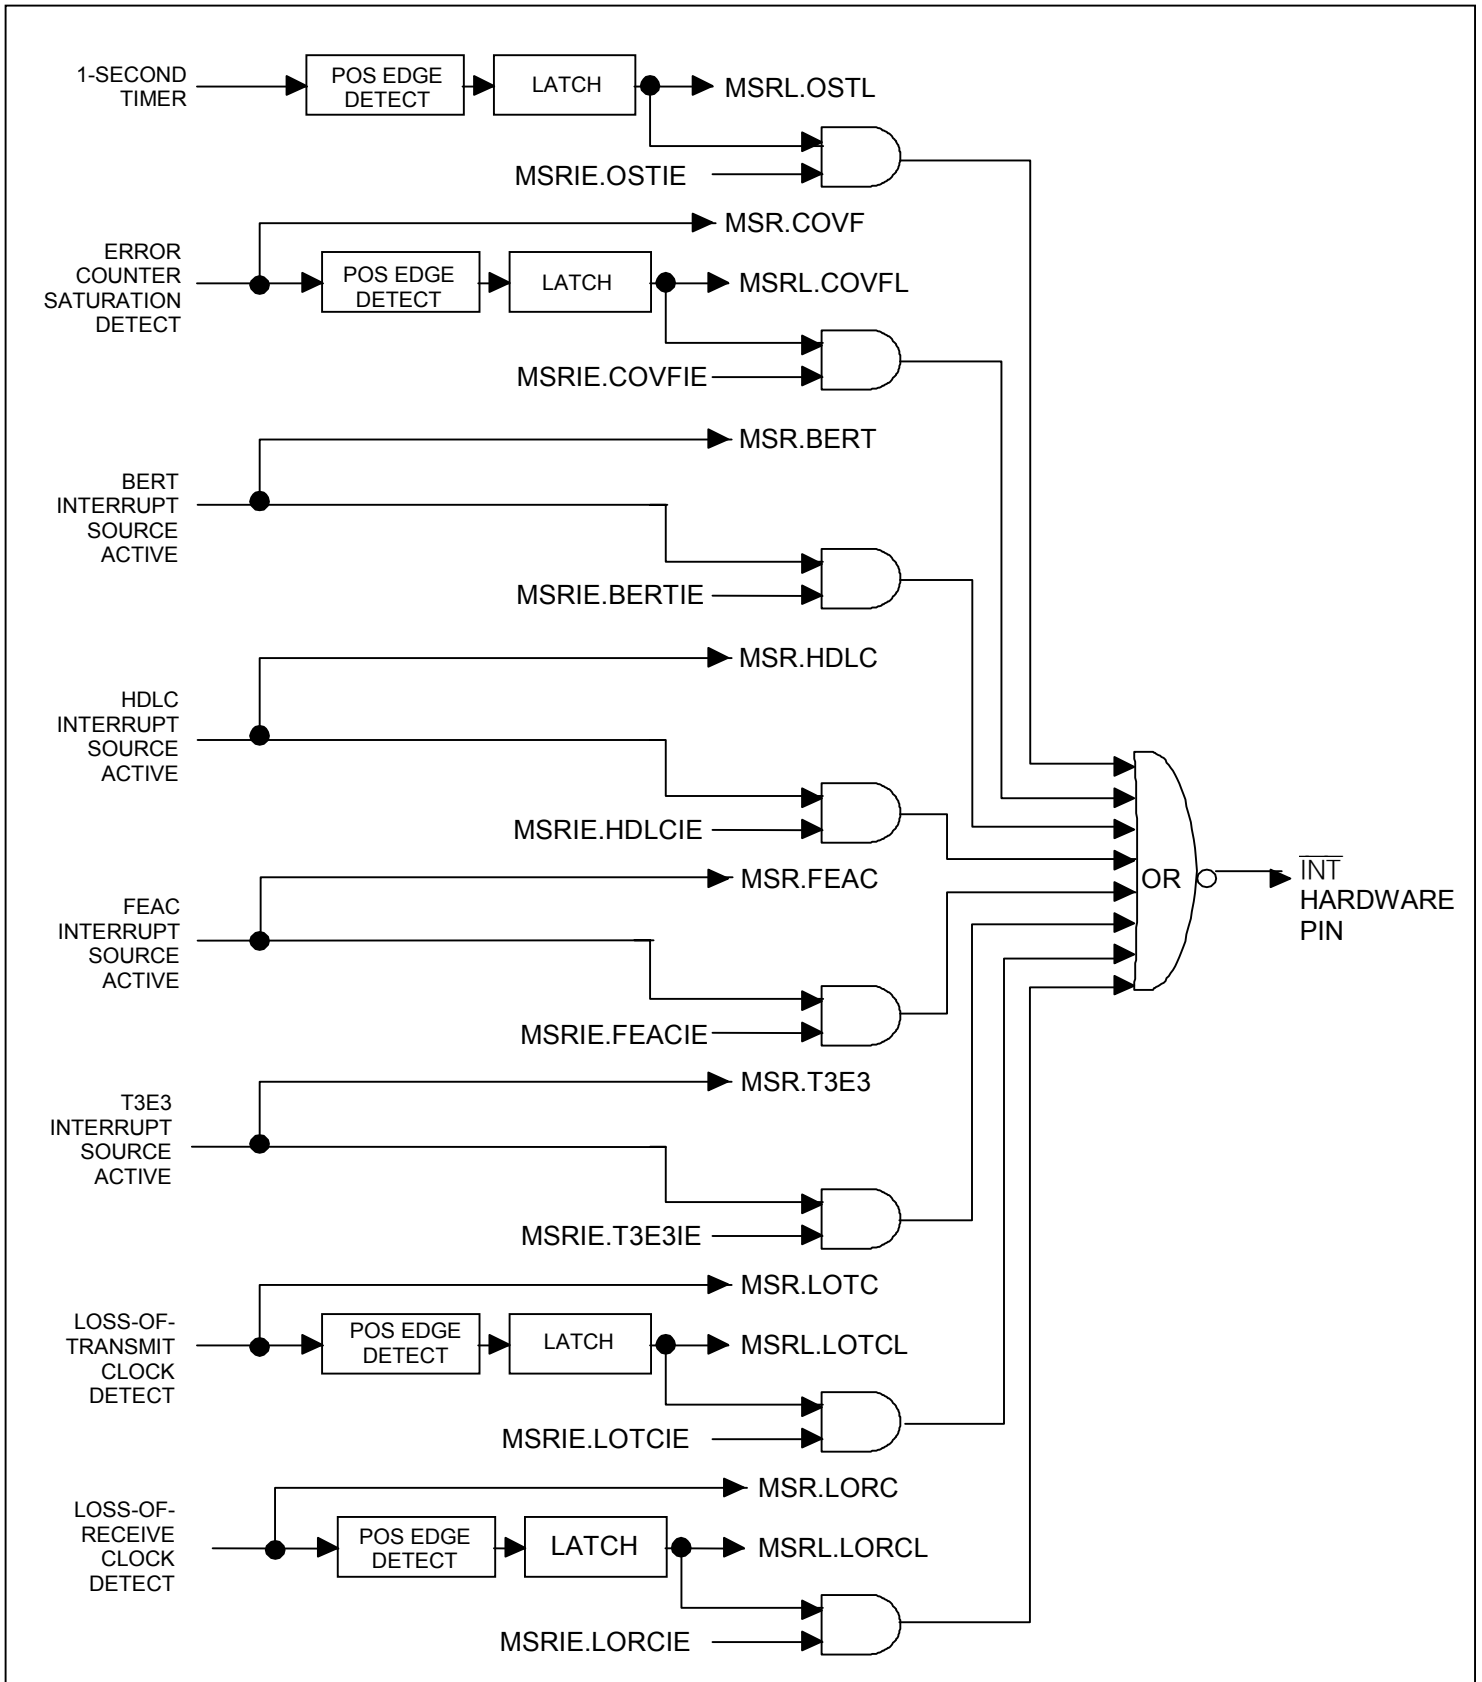 1-SECOND
TIMER
POS EDGE
DETECT
LATCH
MSRL.OSTL
MSRIE.OSTIE
MSR.COVF
ERROR
COUNTER
SATURATION
DETECT
POS EDGE
DETECT
LATCH
MSRL.COVFL
MSRIE.COVFIE
MSR.BERT
BERT
INTERRUPT
SOURCE
ACTIVE
MSRIE.BERTIE
MSR.HDLC
HDLC
INTERRUPT
SOURCE
ACTIVE
MSRIE.HDLCIE
OR
INT
HARDWARE
PIN
MSR.FEAC
FEAC
INTERRUPT
SOURCE
ACTIVE
MSRIE.FEACIE
MSR.T3E3
T3E3
INTERRUPT
SOURCE
ACTIVE
MSRIE.T3E3IE
MSR.LOTC
LOSS-OF-
TRANSMIT
CLOCK
DETECT
POS EDGE
DETECT
LATCH
MSRL.LOTCL
MSRIE.LOTCIE
MSR.LORC
LOSS-OF-
RECEIVE
CLOCK
DETECT
POS EDGE
DETECT
LATCH
MSRL.LORCL
MSRIE.LORCIE